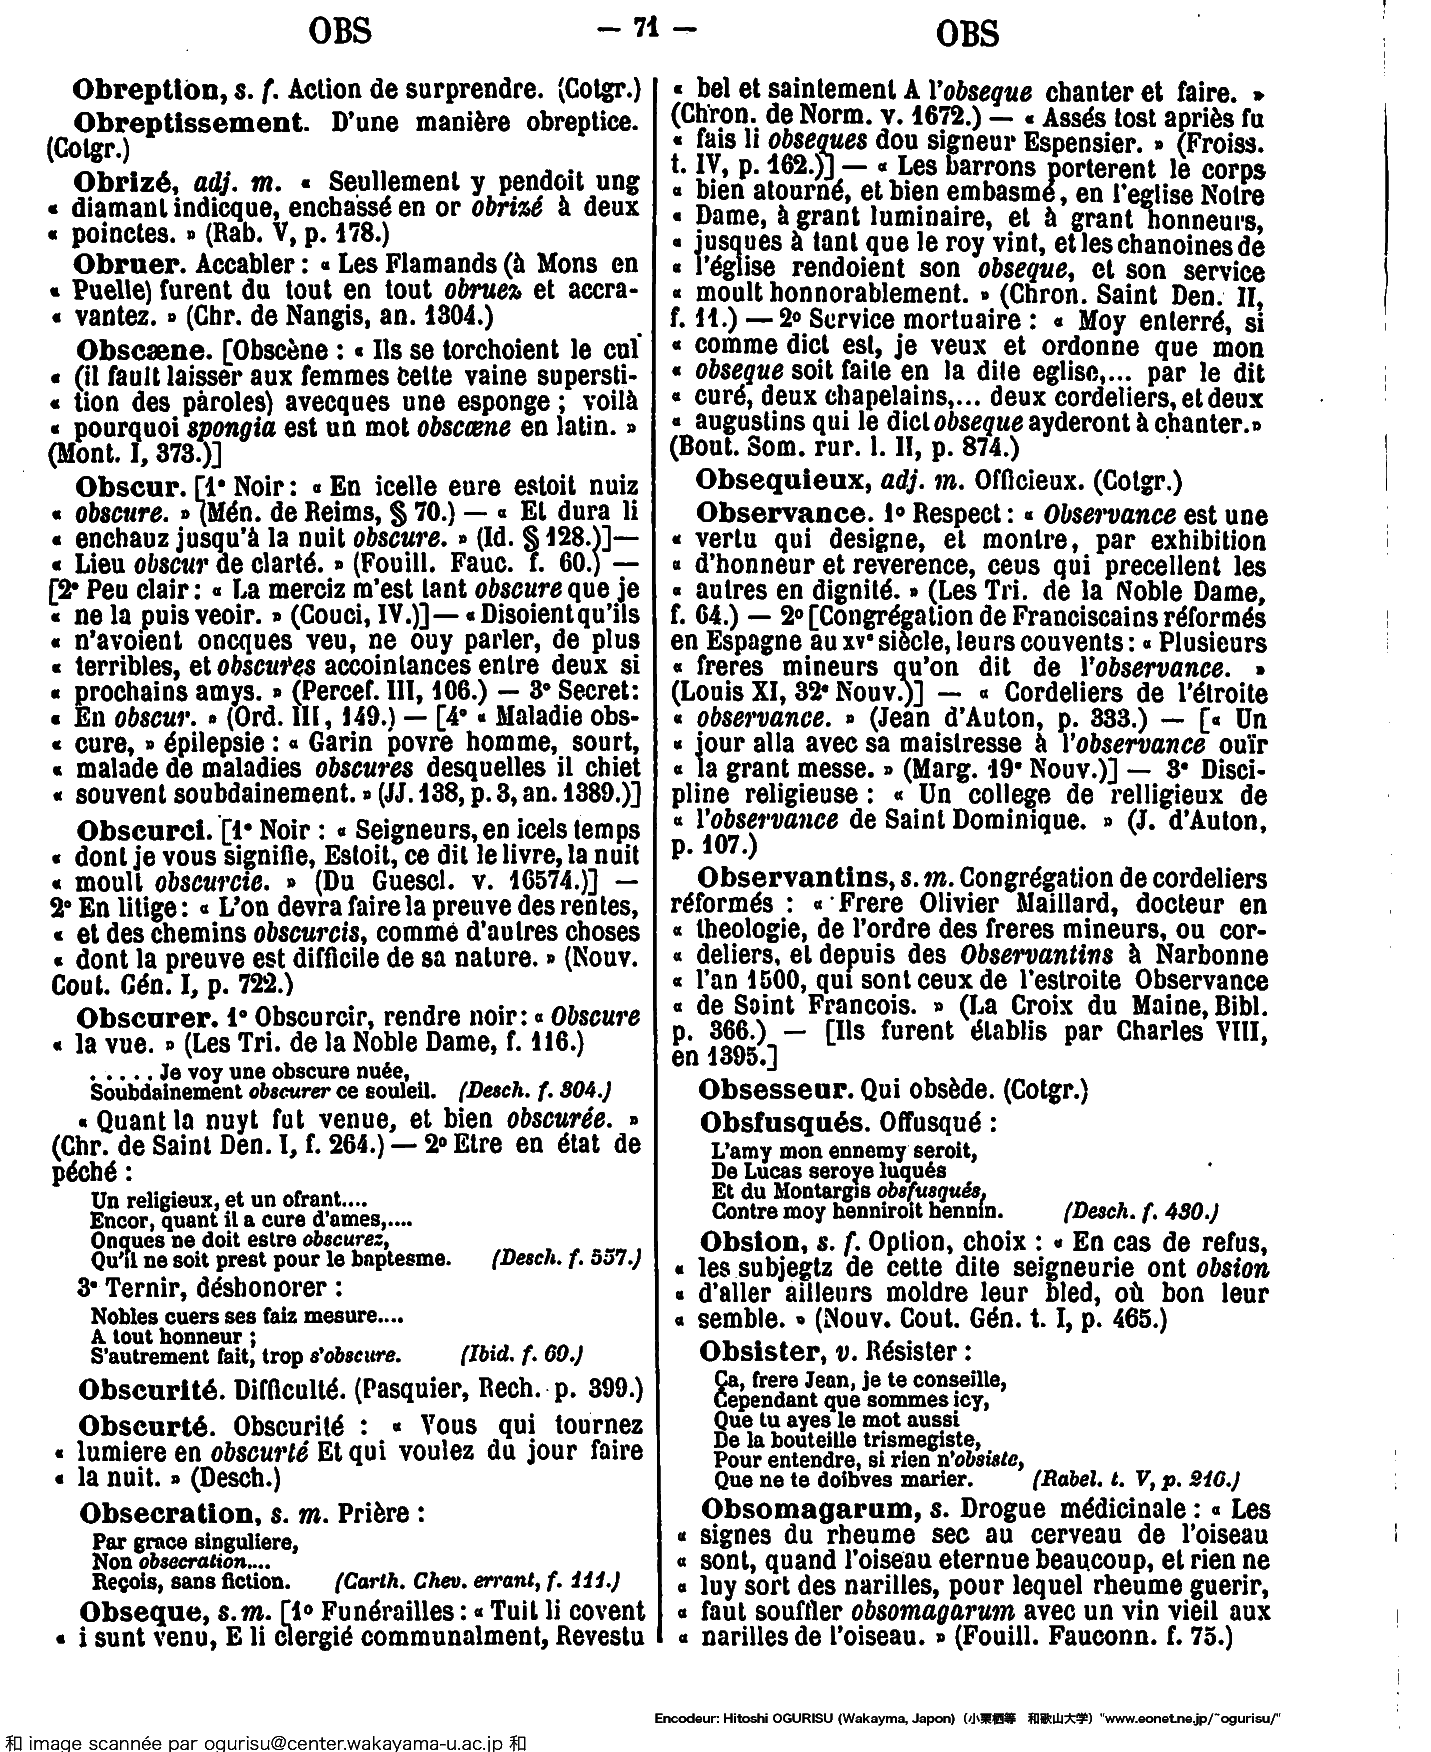 OBS — 71 — OBS
Obreption, s. f. Action de surprendre. (Cotgr.)
Obreptissement. D'une manière obreptice.
(Cotgr.)
Obrizé, adj. m. « Seullement y pendoit ung
« diamant indicque, enchassé en or obrizé à deux
« poinctes. » (Rab. V, p. 178.)
Obruer. Accabler : « Les Flamands (à Mons en
« Puelle) furent du tout en tout obruez et accra-
« vantez. » (Chr. de Nangis, an. 1304.)
Obscæne. [Obscène : « Ils se torchoient le cul
« (il fault laisser aux femmes cette vaine supersti-
« tion des paroles) avecques une esponge ; voilà
« pourquoi spongia est un mot obscœne en latin. »
(Mont. I, 373.)]
Obscur. [1° Noir : « En icelle eure estoit nuiz
« obscure. » (Mén. de Reims, § 70.) — « Et dura li
« enchauz jusqu'à la nuit obscure. » (Id. § 128.)] —
« Lieu obscur de clarté. » (Fouill. Fauc. f. 60.) —
[2° Peu clair : « La merciz m'est tant obscure que je
« ne la puis veoir. » (Couci, IV.)] — « Disoient qu'ils
« n'avoient oncques veu, ne ouy parler, de plus
« terribles, et obscures accointances entre deux si
« prochains amys. » (Percef. III, 106.) — 3° Secret:
« En obscur. » (Ord. III, 149.) — [4° « Maladie obs-
« cure, » épilepsie : « Garin povre homme, sourt,
« malade de maladies obscures desquelles il chiet
« souvent soubdainement. » (JJ. 138, p. 3, an. 1389.)]
Obscurci. [1° Noir : « Seigneurs, en icels temps
« dont je vous signifie, Estoit, ce dit le livre, la nuit
« moult obscurcie. » (Du Guescl. v. 16574.)] —
2° En litige : « L'on devra faire la preuve des rentes,
« et des chemins obscurcis, comme d'autres choses
« dont la preuve est difficile de sa nature. » (Nouv.
Cout. Gén. I, p. 722.)
Obscurer. 1° Obscurcir, rendre noir : « Obscure
« la vue. » (Les Tri. de la Noble Dame, f. 116.)
. . . . . Je voy une obscure nuée,
Soubdainement obscurer ce souleil. (Desch. f. 304.)
« Quant la nuyt fut venue, et bien obscurée. »
(Chr. de Saint Den. I, f. 264.) — 2° Etre en état de
péché :
Un religieux, et un ofrant....
Encor, quant il a cure d'ames,....
Onques ne doit estre obscurez,
Qu'il ne soit prest pour le baptesme. (Desch. f. 557.)
3° Ternir, déshonorer :
Nobles cuers ses faiz mesure....
A tout honneur ;
S'autrement fait, trop s'obscure. (Ibid. f. 60.)
Obscurité. Difficulté. (Pasquier, Rech. p. 399.)
Obscurté. Obscurité : « Vous qui tournez
« lumiere en obscurté Et qui voulez du jour faire
« la nuit. » (Desch.)
Obsecration, s. m. Prière :
Par grace singuliere,
Non obsecration....
Reçois, sans fiction. (Carth. Chev. errant, f. 111.)
Obseque, s. m. [1° Funérailles : « Tuit li covent
« i sunt venu, E li clergié communalment, Revestu
« bel et saintement A l'obseque chanter et faire. »
(Chron. de Norm. v. 1672.) — « Assés tost apriès fu
« fais li obseques dou signeur Espensier. » (Froiss.
t. IV, p. 162.)] — « Les barrons porterent le corps
« bien atourné, et bien embasmé, en l'eglise Notre
« Dame, à grant luminaire, et à grant honneurs,
« jusques à tant que le roy vint, et les chanoines de
« l'église rendoient son obseque, et son service
« moult honnorablement. » (Chron. Saint Den. II,
f. 11.) — 2° Service mortuaire : « Moy enterré, si
« comme dict est, je veux et ordonne que mon
« obseque soit faite en la dite eglise,... par le dit
« curé, deux chapelains,... deux cordeliers, et deux
« augustins qui le dict obseque ayderont à chanter. »
(Bout. Som. rur. l. II, p. 874.)
Obsequieux, adj. m. Officieux. (Cotgr.)
Observance. 1° Respect : « Observance est une
« vertu qui designe, et montre, par exhibition
« d'honneur et reverence, ceus qui precellent les
« autres en dignité. » (Les Tri. de la Noble Dame,
f. 64.) — 2° [Congrégation de Franciscains réformés
en Espagne au xvᵉ siècle, leurs couvents : « Plusieurs
« freres mineurs qu'on dit de l'observance. »
(Louis XI, 32ᵉ Nouv.)] — « Cordeliers de l'étroite
« observance. » (Jean d'Auton, p. 333.) — [« Un
« jour alla avec sa maistresse à l'observance ouïr
« la grant messe. » (Marg. 19ᵉ Nouv.)] — 3° Disci-
pline religieuse : « Un college de relligieux de
« l'observance de Saint Dominique. » (J. d'Auton,
p. 107.)
Observantins, s. m. Congrégation de cordeliers
réformés : « Frere Olivier Maillard, docteur en
« theologie, de l'ordre des freres mineurs, ou cor-
« deliers, et depuis des Observantins à Narbonne
« l'an 1500, qui sont ceux de l'estroite Observance
« de Saint Francois. » (La Croix du Maine, Bibl.
p. 366.) — [Ils furent établis par Charles VIII,
en 1395.]
Obsesseur. Qui obsède. (Cotgr.)
Obsfusqués. Offusqué :
L'amy mon ennemy seroit,
De Lucas seroye luqués
Et du Montargis obsfusqués,
Contre moy henniroit hennin. (Desch. f. 430.)
Obsion, s. f. Option, choix : « En cas de refus,
« les subjegtz de cette dite seigneurie ont obsion
« d'aller ailleurs moldre leur bled, où bon leur
« semble. » (Nouv. Cout. Gén. t. I, p. 465.)
Obsister, v. Résister :
Ça, frere Jean, je te conseille,
Cependant que sommes icy,
Que tu ayes le mot aussi
De la bouteille trismegiste,
Pour entendre, si rien n'obsiste,
Que ne te doibves marier. (Rabel. t. V, p. 216.)
Obsomagarum, s. Drogue médicinale : « Les
« signes du rheume sec au cerveau de l'oiseau
« sont, quand l'oiseau eternue beaucoup, et rien ne
« luy sort des narilles, pour lequel rheume guerir,
« faut souffler obsomagarum avec un vin vieil aux
« narilles de l'oiseau. » (Fouill. Fauconn. f. 75.)
Encodeur: Hitoshi OGURISU (Wakayma, Japon) (小栗栖等 和歌山大学) "www.eonet.ne.jp/~ogurisu/"
和 image scannée par ogurisu@center.wakayama-u.ac.jp 和